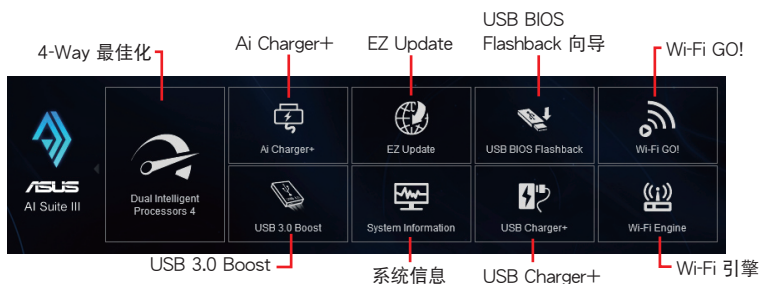 USB BIOS
4-Way 最佳化
Ai Charger+
EZ Update
Flashback 向导
Wi-Fi GO!
Ai Charger+
EZ Update
USB BIOS Flashback
Wi-Fi GO!
ASUS
AI Suite III
Dual Intelligent
Processors 4
USB 3.0 Boost
System Information
USB Charger+
Wi-Fi Engine
USB 3.0 Boost
系统信息
USB Charger+
Wi-Fi 引擎